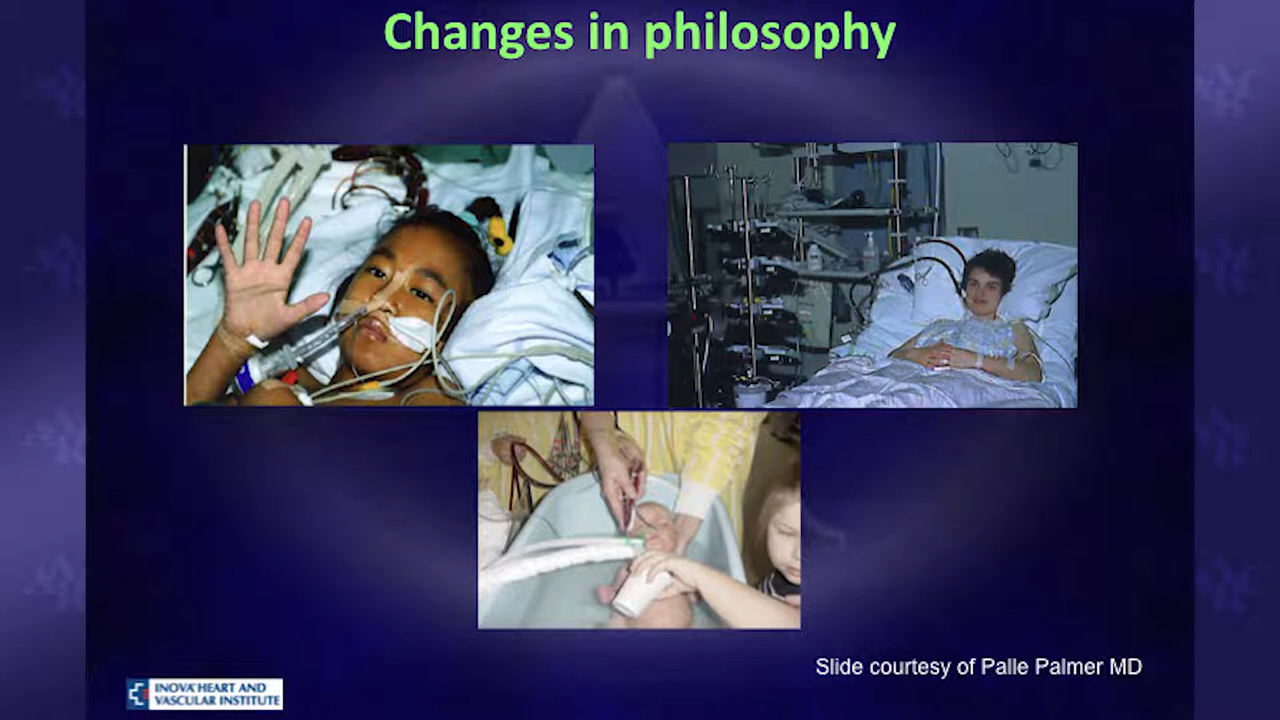 Changes in philosophy
Slide courtesy of Palle Palmer MD
INOVA HEART AND
VASCULAR INSTITUTE